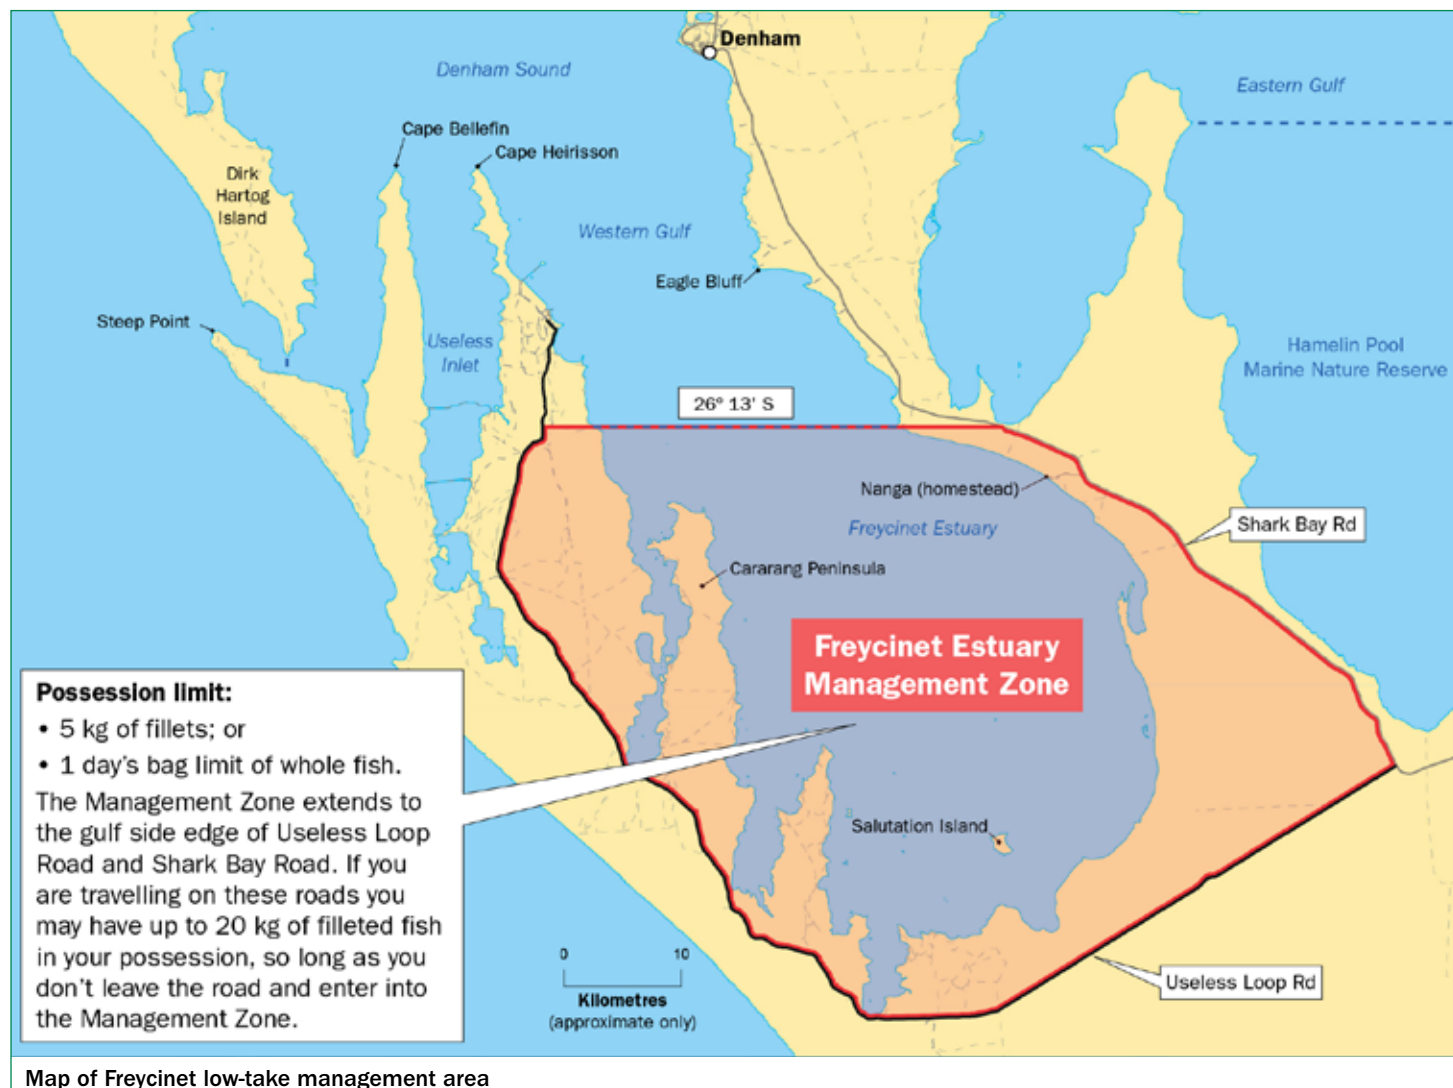 Denham
Denham Sound
Eastern Gulf
Cape Bellefin
Cape Heirisson
Dirk
Hartog
Island
Western Gulf
Eagle Bluff
Steep Point
Useless
Inlet
Hamelin Pool
Marine Nature Reserve
26° 13' S
Nanga (homestead)
Freycinet Estuary
Shark Bay Rd
Cararang Peninsula
Freycinet Estuary
Management Zone
Possession limit:
• 5 kg of fillets; or
• 1 day's bag limit of whole fish.
The Management Zone extends to
the gulf side edge of Useless Loop
Road and Shark Bay Road. If you
are travelling on these roads you
may have up to 20 kg of filleted fish
in your possession, so long as you
don't leave the road and enter into
the Management Zone.
Salutation Island
0 10
Kilometres
(approximate only)
Useless Loop Rd
Map of Freycinet low-take management area